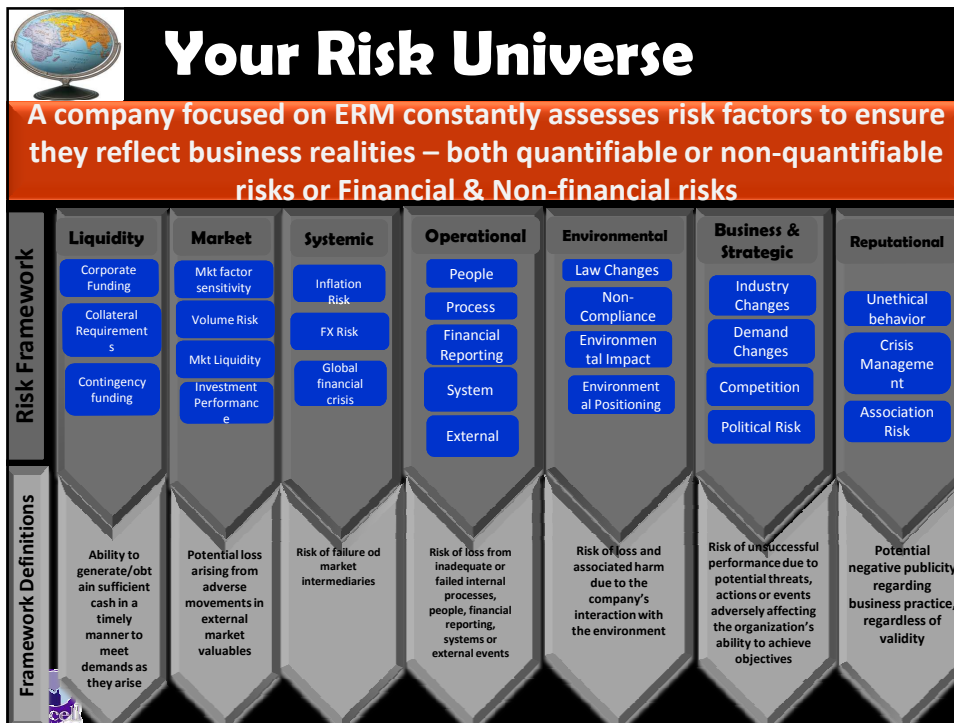 Your Risk Universe
A company focused on ERM constantly assesses risk factors to ensure
they reflect business realities – both quantifiable or non-quantifiable
risks or Financial & Non-financial risks
Risk Framework
Liquidity
Corporate
Funding
Collateral
Requirement
s
Contingency
funding
Market
Mkt factor
sensitivity
Volume Risk
Mkt Liquidity
Investment
Performanc
e
Systemic
Inflation
Risk
FX Risk
Global
financial
crisis
Operational
People
Process
Financial
Reporting
System
External
Environmental
Law Changes
Non-
Compliance
Environmen
tal Impact
Environment
al Positioning
Business &
Strategic
Industry
Changes
Demand
Changes
Competition
Political Risk
Reputational
Unethical
behavior
Crisis
Manageme
nt
Association
Risk
Framework Definitions
Ability to
generate/obt
ain sufficient
cash in a
timely
manner to
meet
demands as
they arise
Potential loss
arising from
adverse
movements in
external
market
valuables
Risk of failure od
market
intermediaries
Risk of loss from
inadequate or
failed internal
processes,
people, financial
reporting,
systems or
external events
Risk of loss and
associated harm
due to the
company's
interaction with
the environment
Risk of unsuccessful
performance due to
potential threats,
actions or events
adversely affecting
the organization's
ability to achieve
objectives
Potential
negative publicity
regarding
business practice,
regardless of
validity